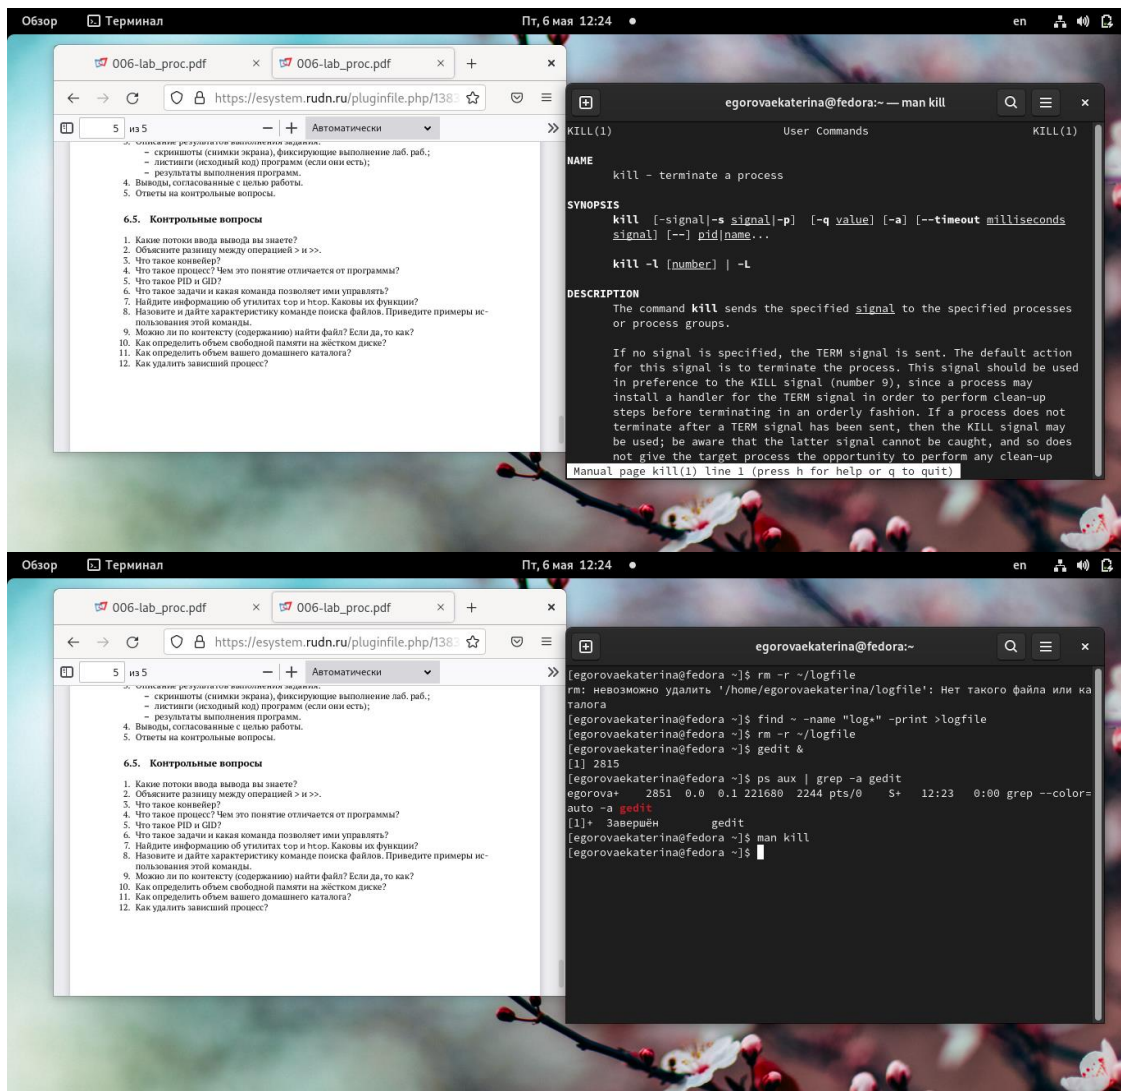 Обзор Терминал Пт, 6 мая 12:24 en
006-lab_proc.pdf × 006-lab_proc.pdf × + ×
https://esystem.rudn.ru/pluginfile.php/1383
5 из 5 — + Автоматически
3. Описание результатов выполнения задания:
– скриншоты (снимки экрана), фиксирующие выполнение лаб. раб.;
– листинги (исходный код) программ (если они есть);
– результаты выполнения программ.
4. Выводы, согласованные с целью работы.
5. Ответы на контрольные вопросы.
6.5. Контрольные вопросы
1. Какие потоки ввода вывода вы знаете?
2. Объясните разницу между операцией > и >>.
3. Что такое конвейер?
4. Что такое процесс? Чем это понятие отличается от программы?
5. Что такое PID и GID?
6. Что такое задачи и какая команда позволяет ими управлять?
7. Найдите информацию об утилитах top и htop. Каковы их функции?
8. Назовите и дайте характеристику команде поиска файлов. Приведите примеры ис-
пользования этой команды.
9. Можно ли по контексту (содержанию) найти файл? Если да, то как?
10. Как определить объем свободной памяти на жёстком диске?
11. Как определить объем вашего домашнего каталога?
12. Как удалить зависший процесс?
egorovaekaterina@fedora:~ — man kill
KILL(1) User Commands KILL(1)
NAME
kill - terminate a process
SYNOPSIS
kill [-signal|-s signal|-p] [-q value] [-a] [--timeout milliseconds
signal] [--] pid|name...
kill -l [number] | -L
DESCRIPTION
The command kill sends the specified signal to the specified processes
or process groups.
If no signal is specified, the TERM signal is sent. The default action
for this signal is to terminate the process. This signal should be used
in preference to the KILL signal (number 9), since a process may
install a handler for the TERM signal in order to perform clean-up
steps before terminating in an orderly fashion. If a process does not
terminate after a TERM signal has been sent, then the KILL signal may
be used; be aware that the latter signal cannot be caught, and so does
not give the target process the opportunity to perform any clean-up
Manual page kill(1) line 1 (press h for help or q to quit)
Обзор Терминал Пт, 6 мая 12:24 en
006-lab_proc.pdf × 006-lab_proc.pdf × + ×
https://esystem.rudn.ru/pluginfile.php/1383
5 из 5 — + Автоматически
3. Описание результатов выполнения задания:
– скриншоты (снимки экрана), фиксирующие выполнение лаб. раб.;
– листинги (исходный код) программ (если они есть);
– результаты выполнения программ.
4. Выводы, согласованные с целью работы.
5. Ответы на контрольные вопросы.
6.5. Контрольные вопросы
1. Какие потоки ввода вывода вы знаете?
2. Объясните разницу между операцией > и >>.
3. Что такое конвейер?
4. Что такое процесс? Чем это понятие отличается от программы?
5. Что такое PID и GID?
6. Что такое задачи и какая команда позволяет ими управлять?
7. Найдите информацию об утилитах top и htop. Каковы их функции?
8. Назовите и дайте характеристику команде поиска файлов. Приведите примеры ис-
пользования этой команды.
9. Можно ли по контексту (содержанию) найти файл? Если да, то как?
10. Как определить объем свободной памяти на жёстком диске?
11. Как определить объем вашего домашнего каталога?
12. Как удалить зависший процесс?
egorovaekaterina@fedora:~
[egorovaekaterina@fedora ~]$ rm -r ~/logfile
rm: невозможно удалить '/home/egorovaekaterina/logfile': Нет такого файла или ка
талога
[egorovaekaterina@fedora ~]$ find ~ -name "log*" -print >logfile
[egorovaekaterina@fedora ~]$ rm -r ~/logfile
[egorovaekaterina@fedora ~]$ gedit &
[1] 2815
[egorovaekaterina@fedora ~]$ ps aux | grep -a gedit
egorova+ 2851 0.0 0.1 221680 2244 pts/0 S+ 12:23 0:00 grep --color=
auto -a gedit
[1]+ Завершён gedit
[egorovaekaterina@fedora ~]$ man kill
[egorovaekaterina@fedora ~]$